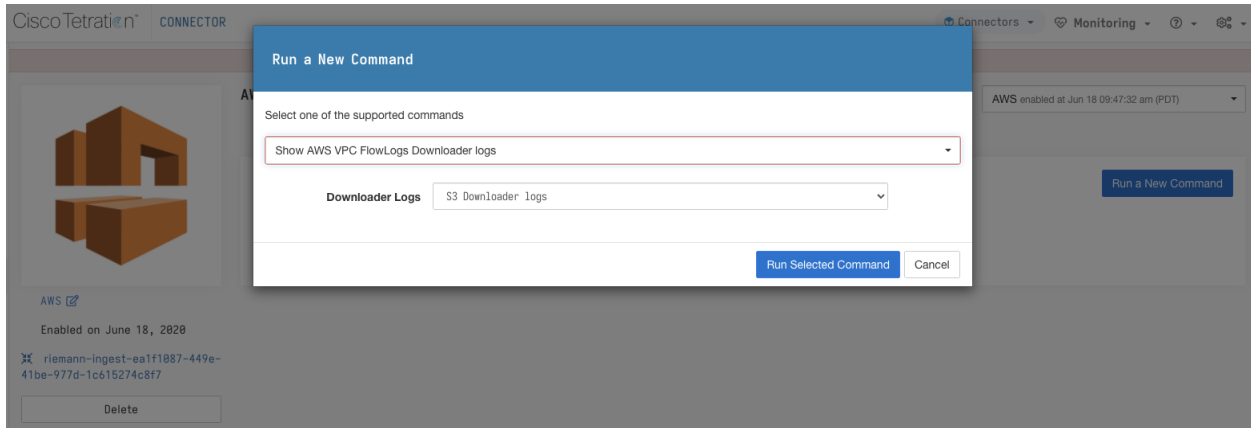 Cisco Tetration™ CONNECTOR
Connectors Monitoring
Run a New Command
AWS enabled at Jun 18 09:47:32 am (PDT)
Select one of the supported commands
Show AWS VPC FlowLogs Downloader logs
Run a New Command
Downloader Logs S3 Downloader logs
Run Selected Command Cancel
AWS
Enabled on June 18, 2020
riemann-ingest-ea1f1087-449e-
41be-977d-1c615274c8f7
Delete